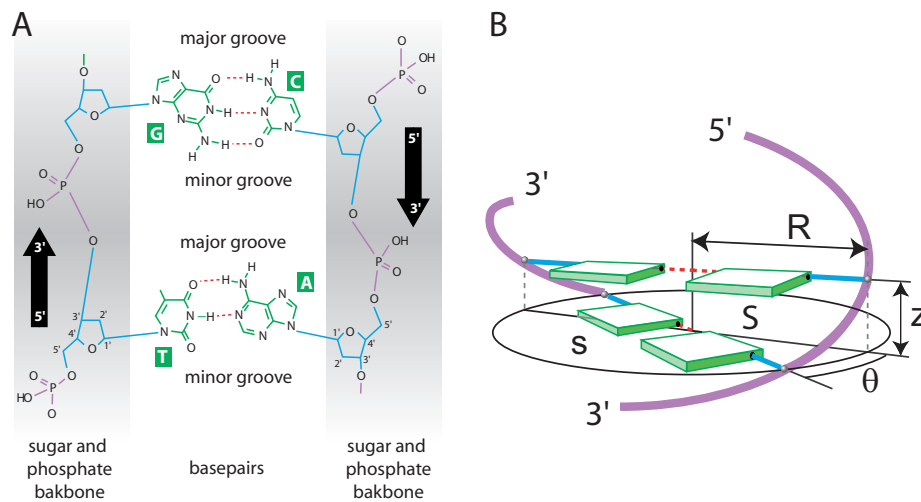 A
major groove
G
C
minor groove
5'
3'
major groove
3'
5'
T
A
minor groove
O
O
P
OH
O
O
N
N
O
H
H
N
N
H
N
N
N
N
H
H
O
N
O
O
O
O
P
HO
O
O
O
OH
P
O
O
O
H
H
N
N
H
N
N
O
N
N
N
3'
2'
4'
1'
5'
O
O
P
HO
O
O
1'
2'
3'
4'
5'
O
O
sugar and
phosphate
bakbone
basepairs
sugar and
phosphate
bakbone
B
5'
3'
R
S
s
z
θ
3'